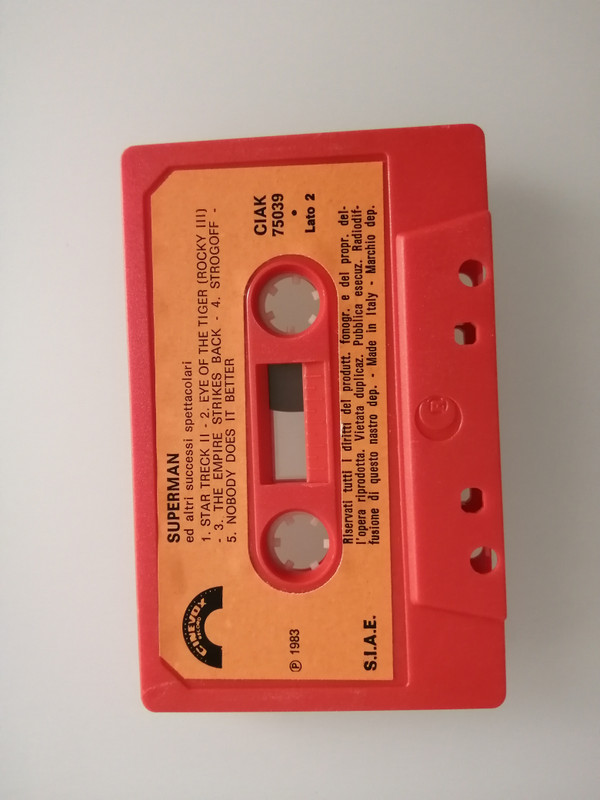 SUPERMAN
ed altri successi spettacolari
1. STAR TRECK II - 2. EYE OF THE TIGER (ROCKY III)
- 3. THE EMPIRE STRIKES BACK - 4. STROGOFF -
5. NOBODY DOES IT BETTER
CINEVOX
RECORD
CIAK
75039
•
Lato 2
℗ 1983
Riservati tutti i diritti del produtt. fonogr. e del propr. del-
l'opera riprodotta. Vietata duplicaz. Pubblica esecuz. Radiodif-
fusione di questo nastro dep. - Made in Italy - Marchio dep.
S.I.A.E.